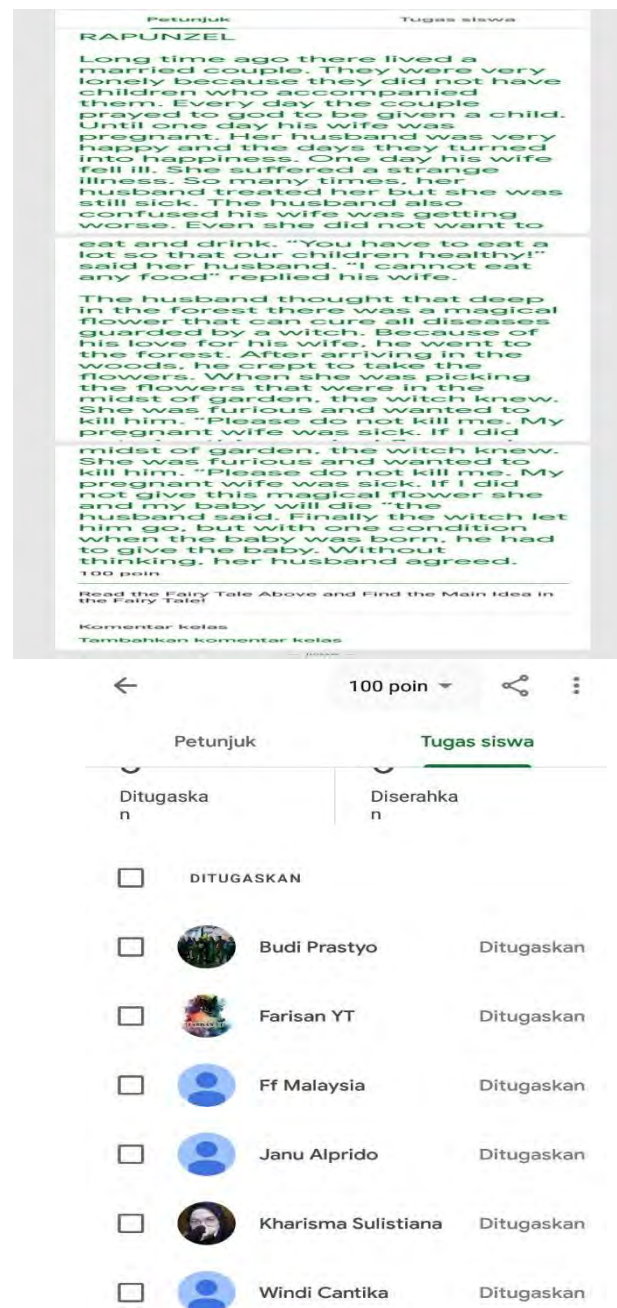 Petunjuk Tugas siswa
RAPUNZEL
Long time ago there lived a
married couple. They were very
lonely because they did not have
children who accompanied
them. Every day the couple
prayed to god to be given a child.
Until one day his wife was
pregnant. Her husband was very
happy and the days they turned
into happiness. One day his wife
fell ill. She suffered a strange
illness. So many times, her
husband treated her but she was
still sick. The husband also
confused his wife was getting
worse. Even she did not want to
eat and drink. "You have to eat a
lot so that our children healthy!"
said her husband. "I cannot eat
any food" replied his wife.
The husband thought that deep
in the forest there was a magical
flower that can cure all diseases
guarded by a witch. Because of
his love for his wife, he went to
the forest. After arriving in the
woods, he crept to take the
flowers. When she was picking
the flowers that were in the
midst of garden, the witch knew.
She was furious and wanted to
kill him. "Please do not kill me. My
pregnant wife was sick. If I did
midst of garden, the witch knew.
She was furious and wanted to
kill him. "Please do not kill me. My
pregnant wife was sick. If I did
not give this magical flower she
and my baby will die "the
husband said. Finally the witch let
him go, but with one condition
when the baby was born, he had
to give the baby. Without
thinking, her husband agreed.
100 poin
Read the Fairy Tale Above and Find the Main Idea in
the Fairy Tale!
Komentar kelas
Tambahkan komentar kelas
100 poin
Petunjuk Tugas siswa
Ditugaska Diserahka
n n
DITUGASKAN
Budi Prastyo Ditugaskan
Farisan YT Ditugaskan
Ff Malaysia Ditugaskan
Janu Alprido Ditugaskan
Kharisma Sulistiana Ditugaskan
Windi Cantika Ditugaskan